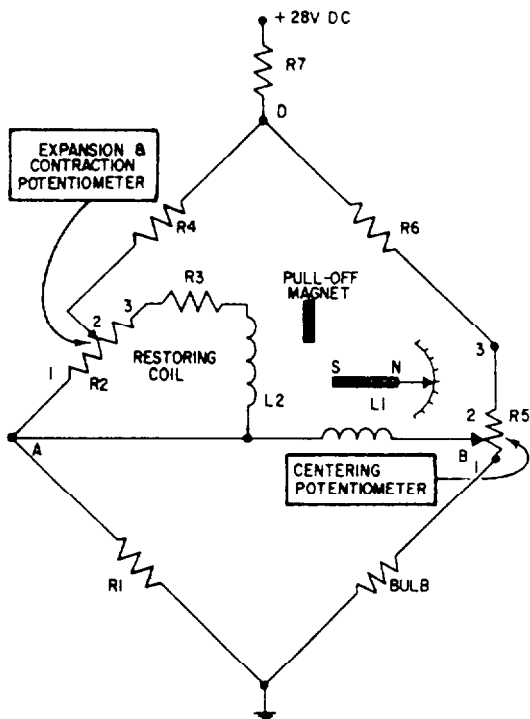 + 28V DC
R7
D
EXPANSION &
CONTRACTION
POTENTIOMETER
R4
R6
R3
PULL-OFF
MAGNET
3
2
1
R2
RESTORING
COIL
S
N
L1
L2
3
2
R5
A
B
1
CENTERING
POTENTIOMETER
R1
BULB